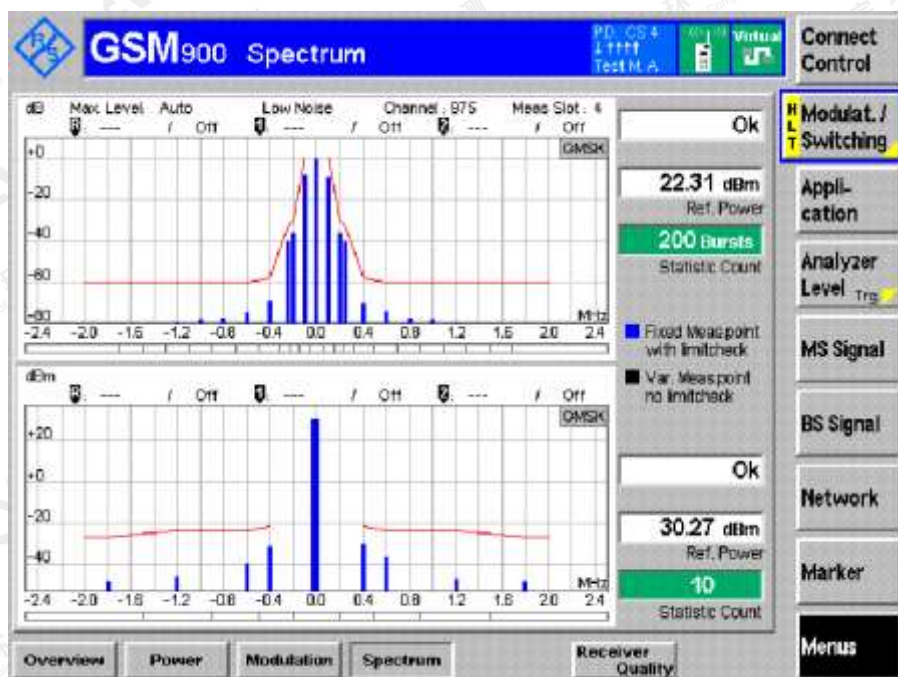 R/S
GSM900 Spectrum
PD: CS4
Test M. A
Virtual
Connect Control
H L T
Modulat./ Switching
Appli- cation
Analyzer Level Trg
MS Signal
BS Signal
Network
Marker
Menus
dB Max. Level Auto Low Noise Channel : 975 Meas Slot : 4
--- / Off --- / Off --- / Off
GMSK
+0
-20
-40
-60
-80
MHz
-2.4 -2.0 -1.6 -1.2 -0.8 -0.4 0.0 0.4 0.8 1.2 1.6 2.0 2.4
Ok
22.31 dBm
Ref. Power
200 Bursts
Statistic Count
Fixed Meas point
with limitcheck
Var. Meas point
no limitcheck
dBm
--- / Off --- / Off --- / Off
GMSK
+20
+0
-20
-40
MHz
-2.4 -2.0 -1.6 -1.2 -0.8 -0.4 0.0 0.4 0.8 1.2 1.6 2.0 2.4
Ok
30.27 dBm
Ref. Power
10
Statistic Count
Overview Power Modulation Spectrum Receiver Quality